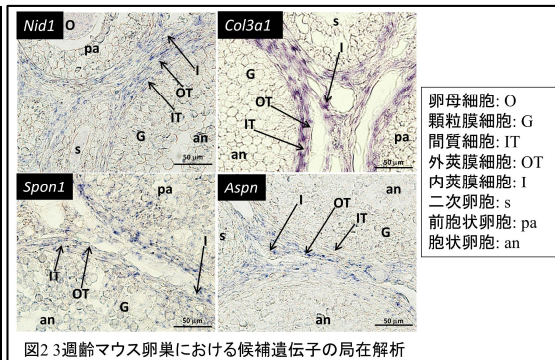 Nid1
O
pa
I
OT
IT
G
s
an
50 μm
Col3a1
s
I
G
OT
IT
pa
an
50 μm
Spon1
pa
I
IT
OT
G
an
50 μm
Aspn
an
I
OT
IT
s
G
an
50 μm
卵母細胞: O
顆粒膜細胞: G
間質細胞: IT
外莢膜細胞: OT
内莢膜細胞: I
二次卵胞: s
前胞状卵胞: pa
胞状卵胞: an
図2 3週齢マウス卵巣における候補遺伝子の局在解析